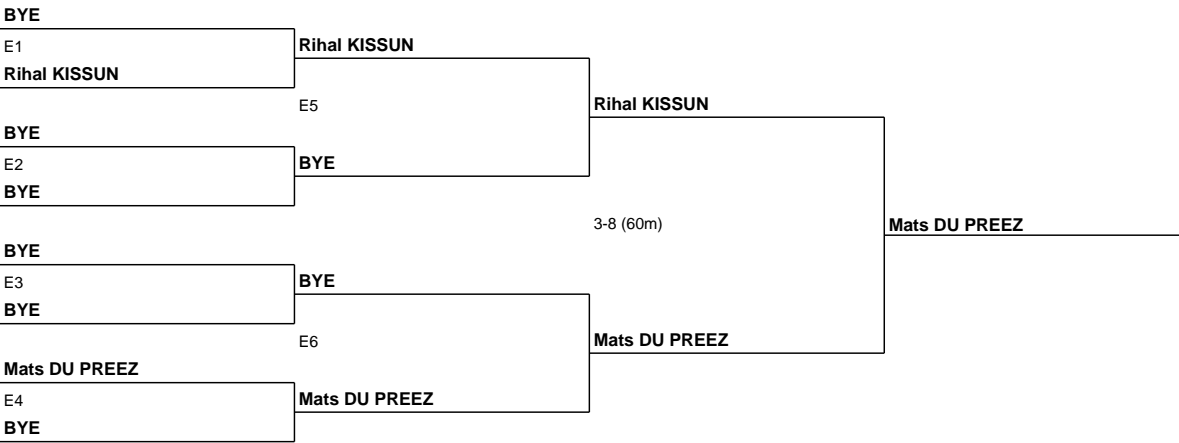 BYE
E1
Rihal KISSUN
Rihal KISSUN
E5
Rihal KISSUN
BYE
E2
BYE
BYE
3-8 (60m)
Mats DU PREEZ
BYE
E3
BYE
BYE
E6
Mats DU PREEZ
Mats DU PREEZ
E4
Mats DU PREEZ
BYE